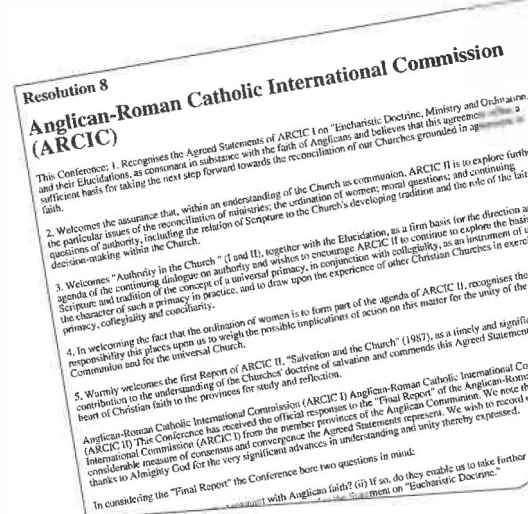 Resolution 8
Anglican-Roman Catholic International Commission
(ARCIC)
This Conference: 1. Recognises the Agreed Statements of ARCIC I on "Eucharistic Doctrine, Ministry and Ordination,
and their Elucidations, as consonant in substance with the faith of Anglicans and believes that this agreement a
sufficient basis for taking the next step forward towards the reconciliation of our Churches grounded in
faith.
2. Welcomes the assurance that, within an understanding of the Church as communion, ARCIC II is to explore furth
the particular issues of the reconciliation of ministries; the ordination of women; moral questions; and continuing
questions of authority, including the relation of Scripture to the Church's developing tradition and the role of the lait
decision-making within the Church.
3. Welcomes "Authority in the Church " (I and II), together with the Elucidation, as a firm basis for the direction a
agenda of the continuing dialogue on authority and wishes to encourage ARCIC II to continue to explore the basi
Scripture and tradition of the concept of a universal primacy, in conjunction with collegiality, as an instrument of u
the character of such a primacy in practice, and to draw upon the experience of other Christian Churches in exerci
primacy, collegiality and conciliarity.
4. In welcoming the fact that the ordination of women is to form part of the agenda of ARCIC II, recognises the
responsibility this places upon us to weigh the possible implications of action on this matter for the unity of the
Communion and for the universal Church.
5. Warmly welcomes the first Report of ARCIC II, "Salvation and the Church" (1987), as a timely and signific
contribution to the understanding of the Churches' doctrine of salvation and commends this Agreed Statement
heart of Christian faith to the provinces for study and reflection.
Anglican-Roman Catholic International Commission (ARCIC I) Anglican-Roman Catholic International Co
(ARCIC II) This Conference has received the official responses to the "Final Report" of the Anglican-Roma
International Commission (ARCIC I) from the member provinces of the Anglican Communion. We note th
considerable measure of consensus and convergence the Agreed Statements represent. We wish to record o
thanks to Almighty God for the very significant advances in understanding and unity thereby expressed.
In considering the "Final Report" the Conference bore two questions in mind:
with Anglican faith? (ii) If so, do they enable us to take further
Statement on "Eucharistic Doctrine."